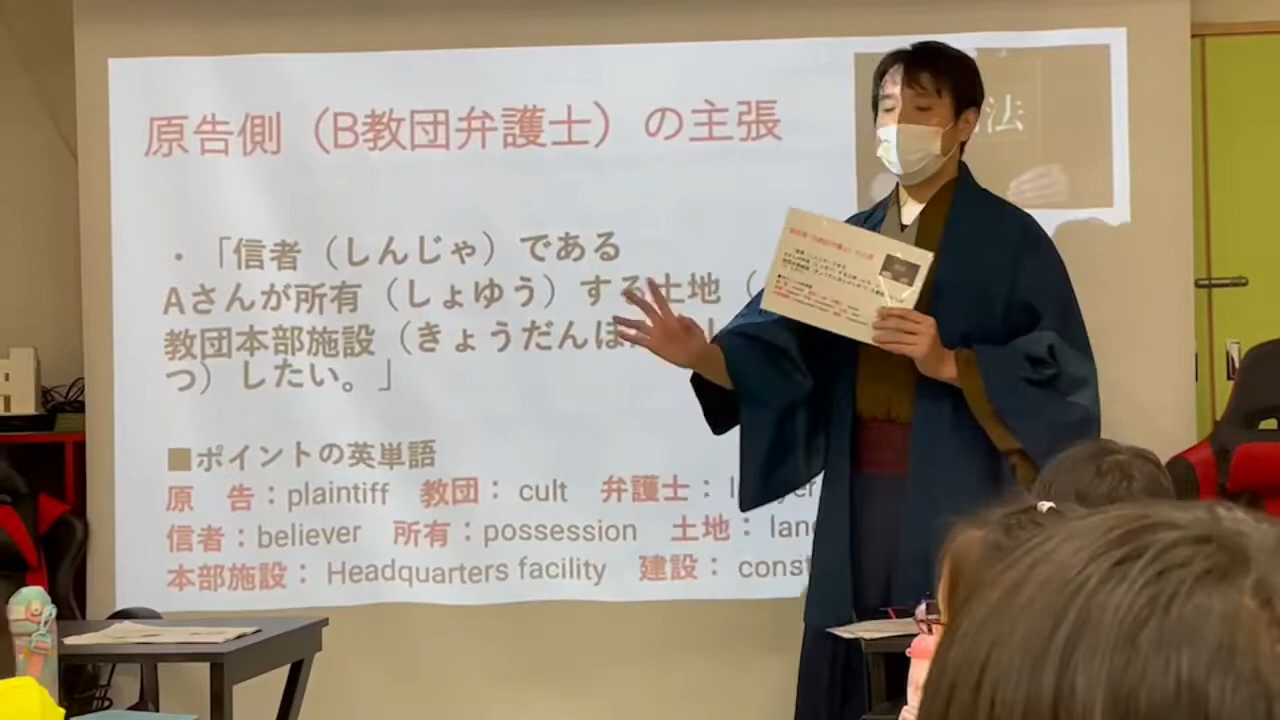 原告側（B教団弁護士）の主張
法
・「信者（しんじゃ）である
Aさんが所有（しょゆう）する土地（
教団本部施設（きょうだんほ
つ）したい。」
■ポイントの英単語
原 告：plaintiff 教団： cult 弁護士：
信者：believer 所有：possession 土地：
本部施設： Headquarters facility 建設：